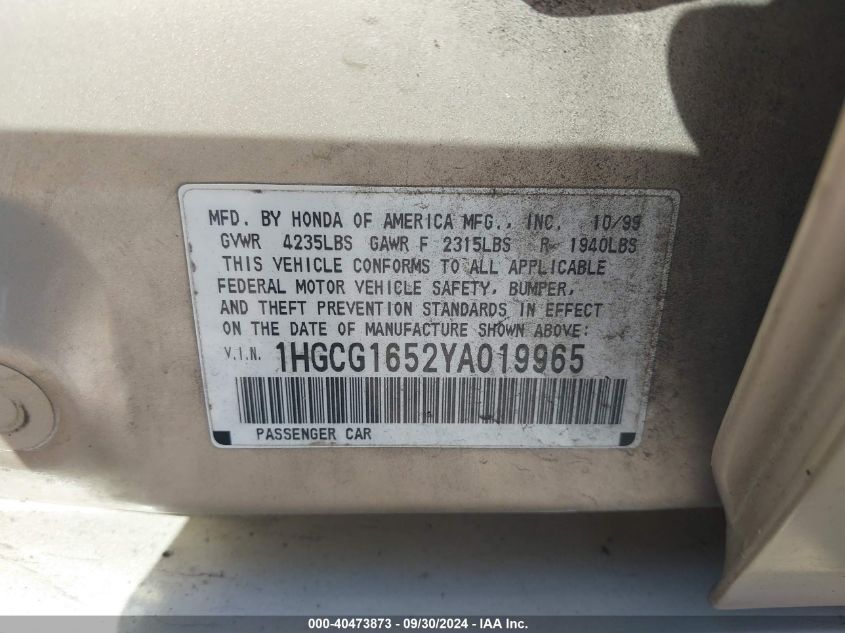 MFD. BY HONDA OF AMERICA MFG., INC. 10/99
GVWR 4235LBS GAWR F 2315LBS R 1940LBS
THIS VEHICLE CONFORMS TO ALL APPLICABLE
FEDERAL MOTOR VEHICLE SAFETY, BUMPER,
AND THEFT PREVENTION STANDARDS IN EFFECT
ON THE DATE OF MANUFACTURE SHOWN ABOVE:
V.I.N. 1HGCG1652YA019965
PASSENGER CAR
000-40473873 - 09/30/2024 - IAA Inc.